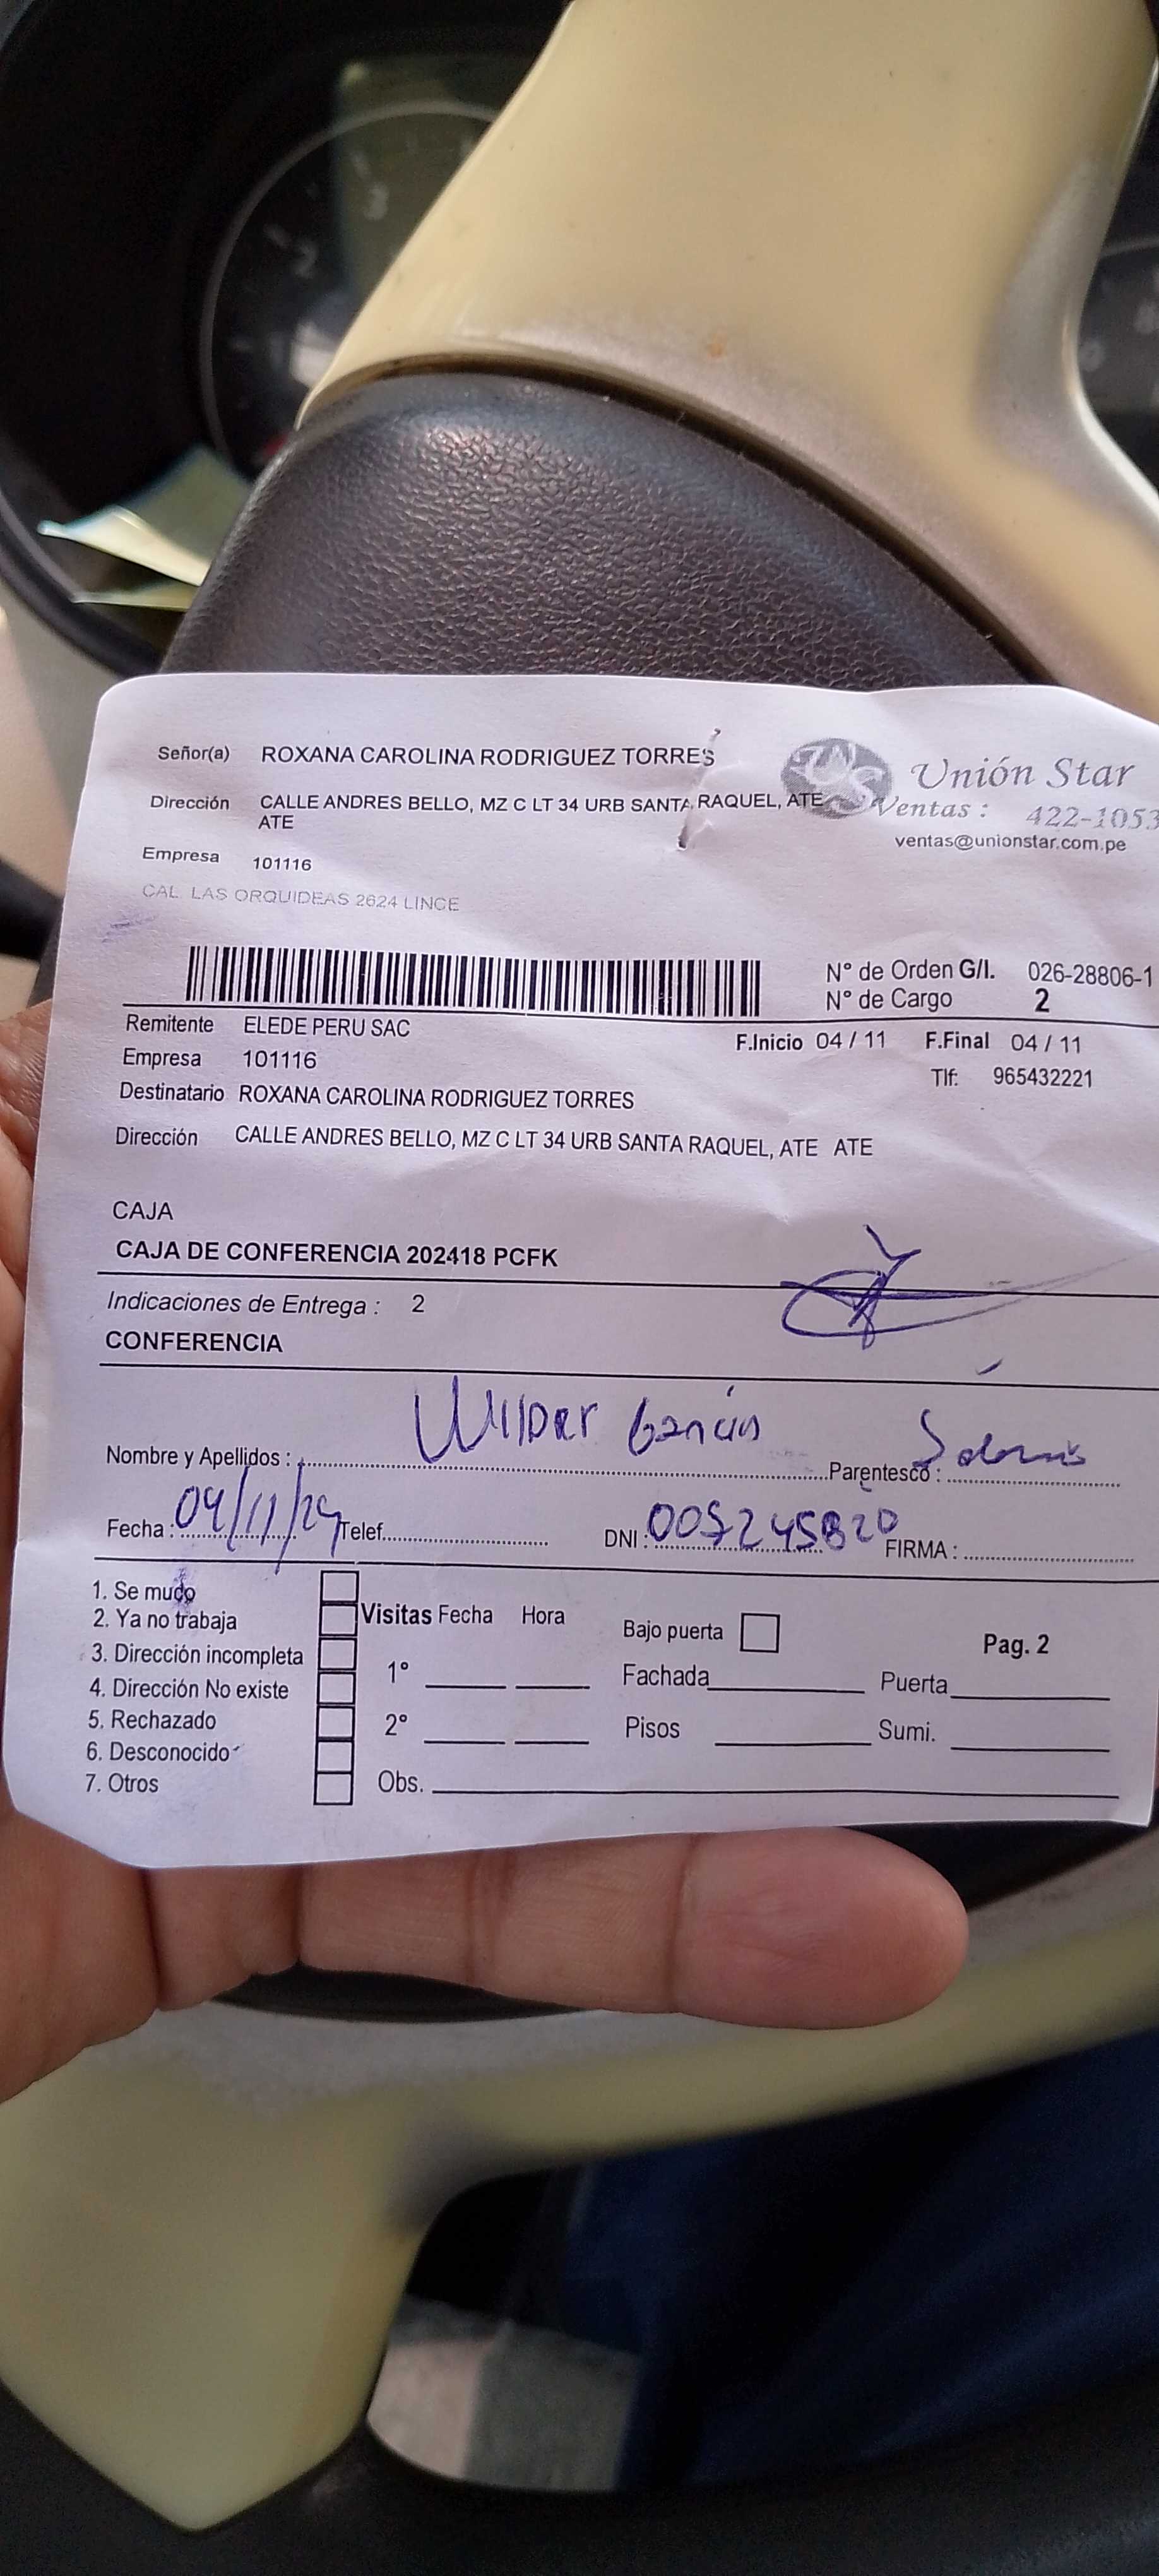 Señor(a) ROXANA CAROLINA RODRIGUEZ TORRES
Unión Star
Dirección CALLE ANDRES BELLO, MZ C LT 34 URB SANTA RAQUEL, ATE
ATE
Ventas : 422-1053
ventas@unionstar.com.pe
Empresa 101116
CAL LAS ORQUIDEAS 2624 LINCE
N° de Orden G/I. 026-28806-1
N° de Cargo 2
Remitente ELEDE PERU SAC
F.Inicio 04 / 11 F.Final 04 / 11
Empresa 101116
Tlf: 965432221
Destinatario ROXANA CAROLINA RODRIGUEZ TORRES
Dirección CALLE ANDRES BELLO, MZ C LT 34 URB SANTA RAQUEL, ATE ATE
CAJA
CAJA DE CONFERENCIA 202418 PCFK
Indicaciones de Entrega : 2
CONFERENCIA
Nombre y Apellidos : Wilber Parentesco :
Fecha : 04/11/24 Telef. DNI : 005245820 FIRMA :
1. Se mudo
2. Ya no trabaja
3. Dirección incompleta
4. Dirección No existe
5. Rechazado
6. Desconocido
7. Otros
Visitas Fecha Hora
1°
2°
Obs.
Bajo puerta
Fachada
Pisos
Pag. 2
Puerta
Sumi.
3
2
1